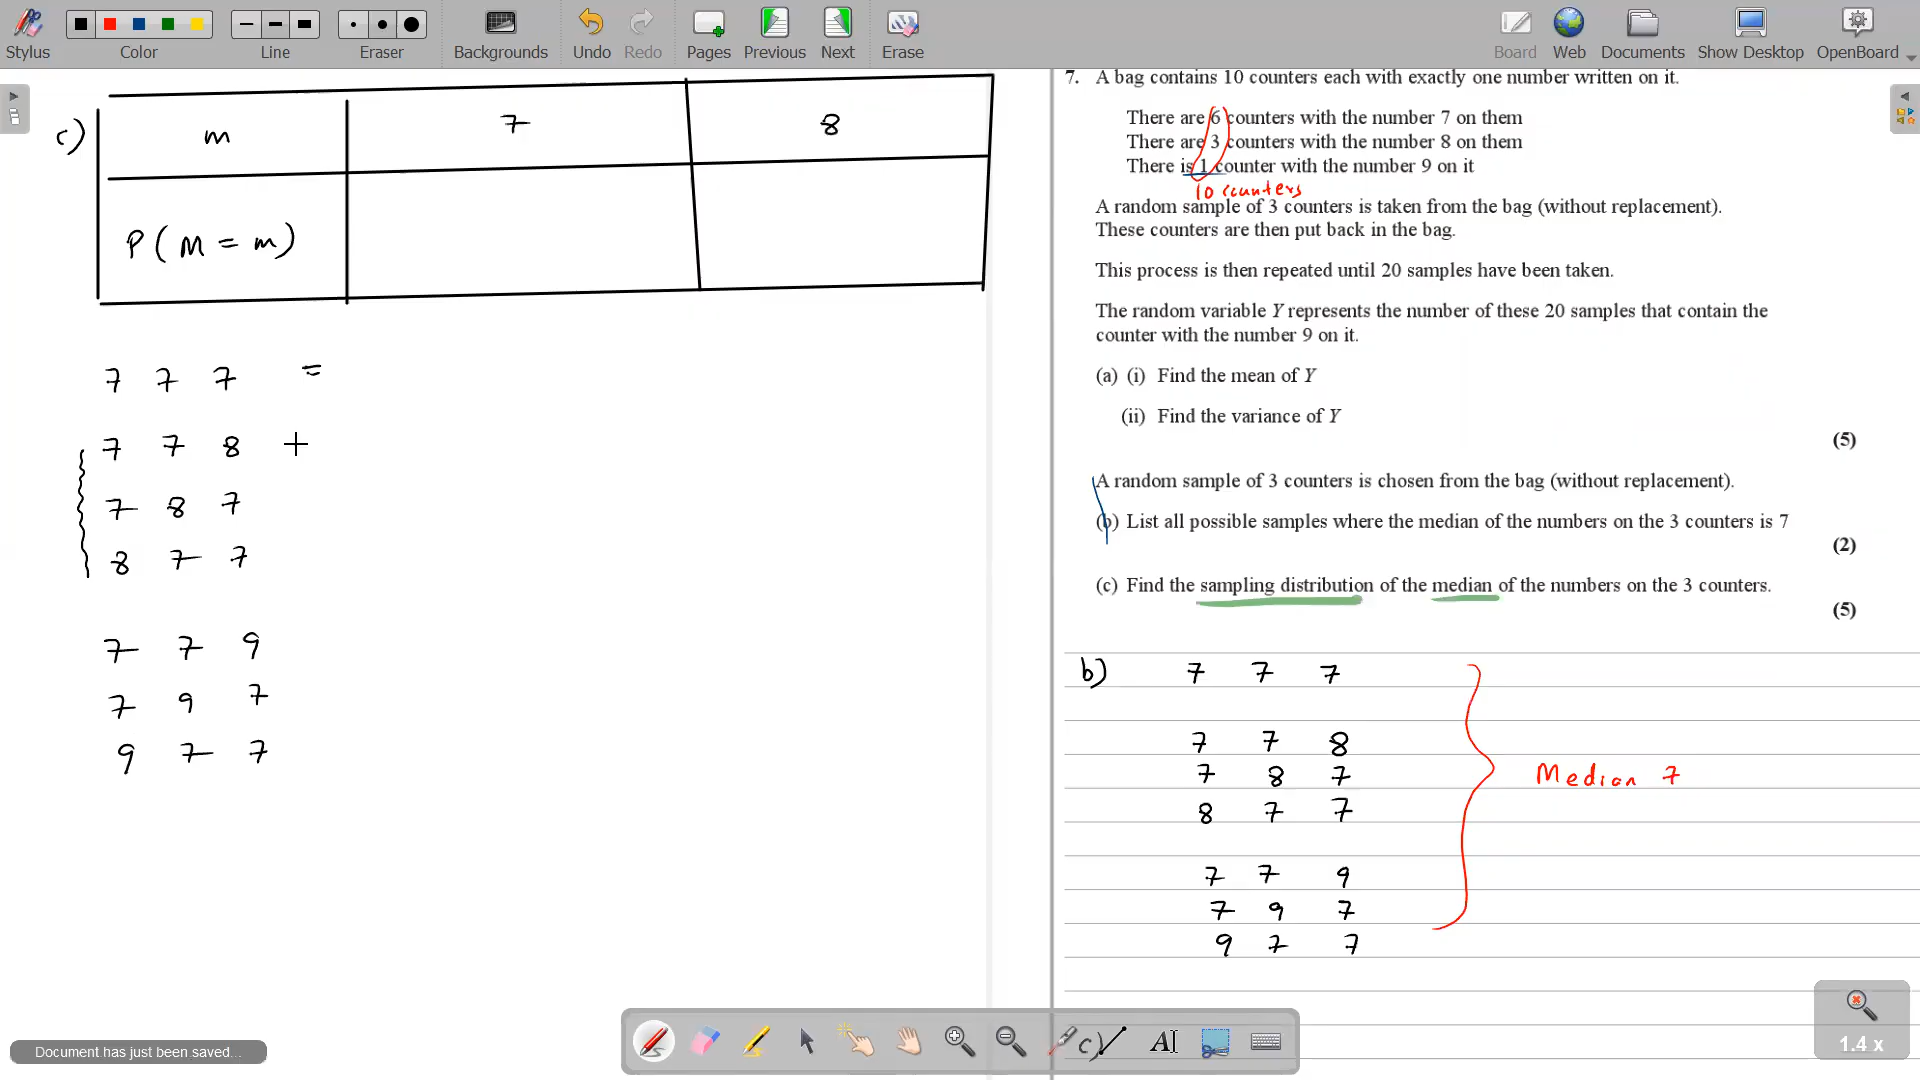 Stylus Color Line Eraser Backgrounds Undo Redo Pages Previous Next Erase Board Web Documents Show Desktop OpenBoard
c) m 7 8
P(M = m)
7 7 7 =
7 7 8
7 8 7
8 7 7
7 7 9
7 9 7
9 7 7
7. A bag contains 10 counters each with exactly one number written on it.
There are 6 counters with the number 7 on them
There are 3 counters with the number 8 on them
There is 1 counter with the number 9 on it
10 counters
A random sample of 3 counters is taken from the bag (without replacement).
These counters are then put back in the bag.
This process is then repeated until 20 samples have been taken.
The random variable Y represents the number of these 20 samples that contain the
counter with the number 9 on it.
(a) (i) Find the mean of Y
(ii) Find the variance of Y
(5)
A random sample of 3 counters is chosen from the bag (without replacement).
(b) List all possible samples where the median of the numbers on the 3 counters is 7
(2)
(c) Find the sampling distribution of the median of the numbers on the 3 counters.
(5)
b) 7 7 7
7 7 8
7 8 7
8 7 7
7 7 9
7 9 7
9 7 7
Median 7
c)
Document has just been saved...
1.4 x